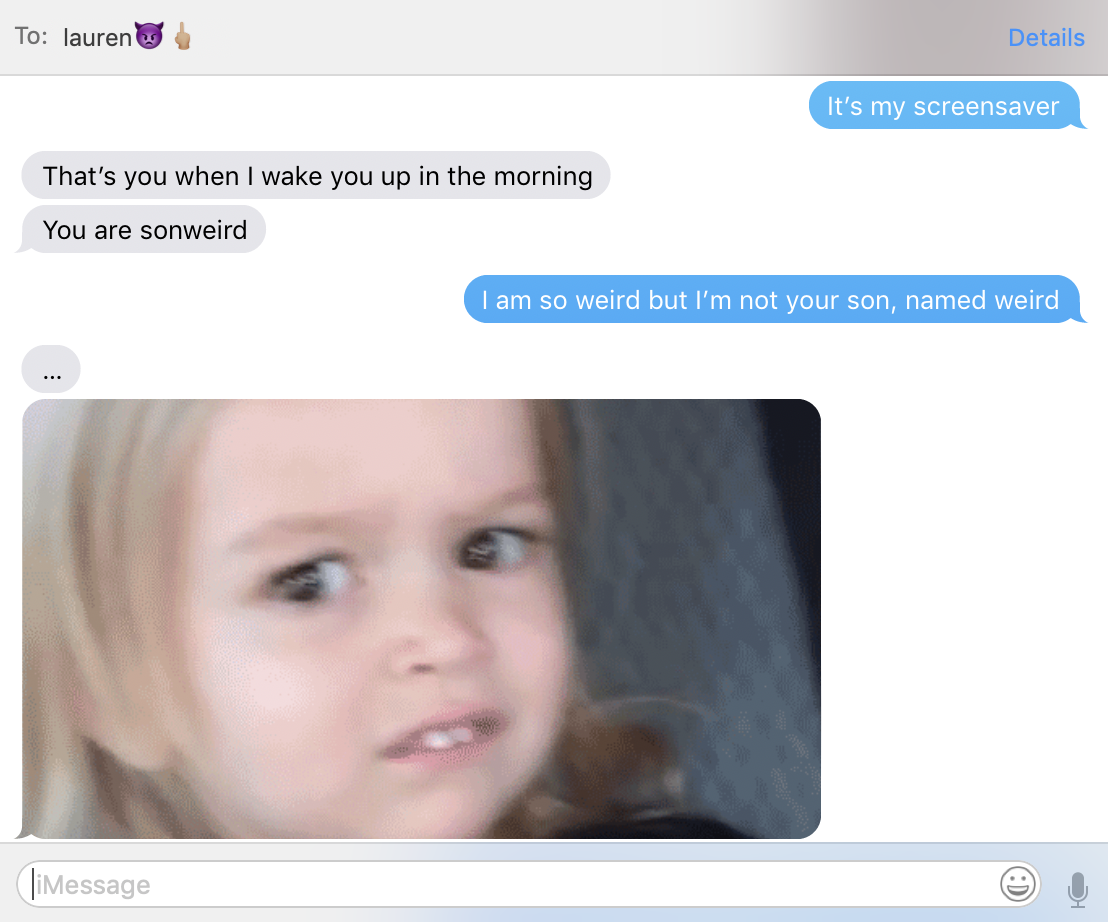 To: lauren😈🖕🏼
Details
It’s my screensaver
That’s you when I wake you up in the morning
You are sonweird
I am so weird but I’m not your son, named weird
...
iMessage